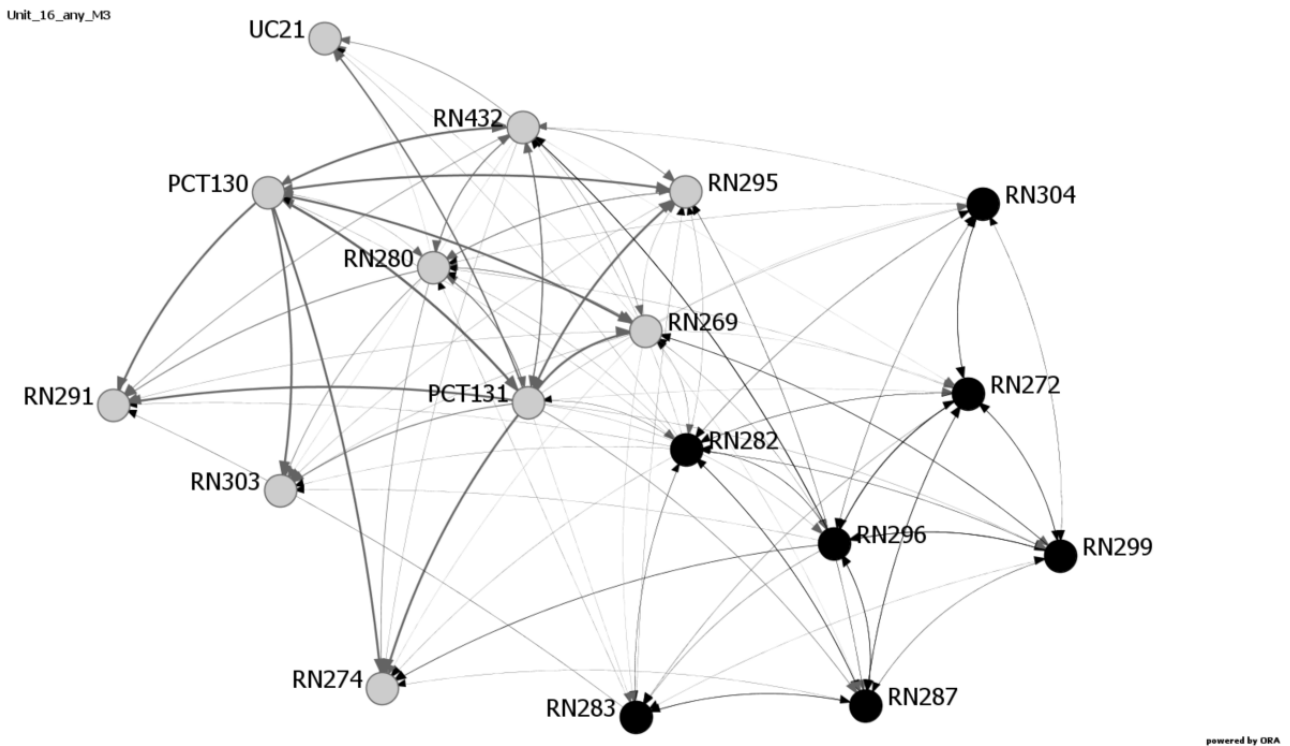 Unit_16_any_M3
UC21
RN432
PCT130
RN295
RN304
RN280
RN269
RN272
RN291
PCT131
RN282
RN303
RN296
RN299
RN274
RN287
RN283
powered by ORA